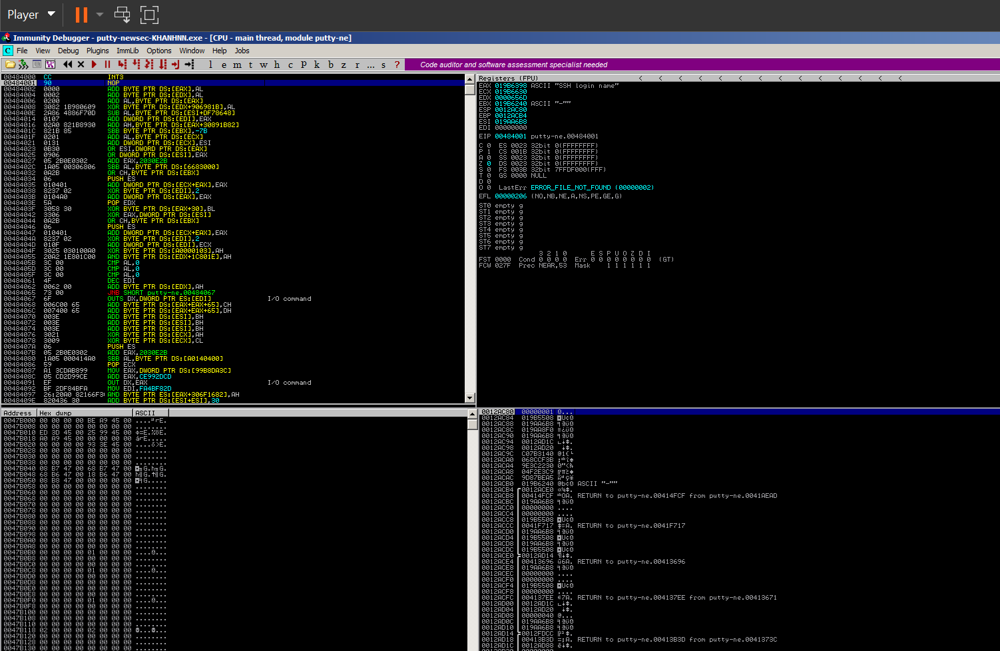 Player
Immunity Debugger - putty-newsec-KHANHNN.exe - [CPU - main thread, module putty-ne]
C File View Debug Plugins ImmLib Options Window Help Jobs
l e m t w h c P k b z r ... s ? Code auditor and software assessment specialist needed
00484000 CC INT3
00484001 90 NOP
00484002 0000 ADD BYTE PTR DS:[EAX],AL
00484004 0002 ADD BYTE PTR DS:[EDX],AL
00484006 0200 ADD AL,BYTE PTR DS:[EAX]
00484008 3082 1B980609 XOR BYTE PTR DS:[EDX+906981B],AL
0048400E 2A86 4886F70D SUB AL,BYTE PTR DS:[ESI+DF78648]
00484014 0107 ADD DWORD PTR DS:[EDI],EAX
00484016 02A0 821B8930 ADD AH,BYTE PTR DS:[EAX+30891B82]
0048401C 821B 85 SBB BYTE PTR DS:[EBX],-7B
0048401F 0201 ADD AL,BYTE PTR DS:[ECX]
00484021 0131 ADD DWORD PTR DS:[ECX],ESI
00484023 0B30 OR ESI,DWORD PTR DS:[EAX]
00484025 0906 OR DWORD PTR DS:[ESI],EAX
00484027 05 2B0E0302 ADD EAX,2030E2B
0048402C 1A05 00306806 SBB AL,BYTE PTR DS:[6683000]
00484032 0A2B OR CH,BYTE PTR DS:[EBX]
00484034 06 PUSH ES
00484035 010401 ADD DWORD PTR DS:[ECX+EAX],EAX
00484038 8237 02 XOR BYTE PTR DS:[EDI],2
0048403B 0104A0 ADD DWORD PTR DS:[EAX],EAX
0048403E 5A POP EDX
0048403F 3058 30 XOR BYTE PTR DS:[EAX+30],BL
00484042 3306 XOR EAX,DWORD PTR DS:[ESI]
00484044 0A2B OR CH,BYTE PTR DS:[EBX]
00484046 06 PUSH ES
00484047 010401 ADD DWORD PTR DS:[ECX+EAX],EAX
0048404A 8237 02 XOR BYTE PTR DS:[EDI],2
0048404D 010F ADD DWORD PTR DS:[EDI],ECX
0048404F 3025 030100A0 XOR BYTE PTR DS:[A0000103],AH
00484055 20A2 1E801C00 AND BYTE PTR DS:[EDX+1C801E],AH
0048405B 3C 00 CMP AL,0
0048405D 3C 00 CMP AL,0
0048405F 3C 00 CMP AL,0
00484061 4F DEC EDI
00484062 0062 00 ADD BYTE PTR DS:[EDX],AH
00484065 73 00 JNB SHORT putty-ne.00484067
00484067 6F OUTS DX,DWORD PTR ES:[EDI] I/O command
00484068 006C00 65 ADD BYTE PTR DS:[EAX+EAX+65],CH
0048406C 007400 65 ADD BYTE PTR DS:[EAX+EAX+65],DH
00484070 003E ADD BYTE PTR DS:[ESI],BH
00484072 003E ADD BYTE PTR DS:[ESI],BH
00484074 003E ADD BYTE PTR DS:[ESI],BH
00484076 3021 XOR BYTE PTR DS:[ECX],AH
00484078 3009 XOR BYTE PTR DS:[ECX],CL
0048407A 06 PUSH ES
0048407B 05 2B0E0302 ADD EAX,2030E2B
00484080 1A05 000414A0 SBB AL,BYTE PTR DS:[A0140400]
00484086 59 POP ECX
00484087 A1 3CDAB899 MOV EAX,DWORD PTR DS:[99B8DA3C]
0048408C 05 CD2D99CE ADD EAX,CE992DCD
00484091 EF OUT DX,EAX I/O command
00484092 BF 2DF84BFA MOV EDI,FA4BF82D
00484097 26:20A0 82166F30 AND BYTE PTR ES:[EAX+306F1682],AH
0048409E 820436 30 ADD BYTE PTR DS:[ESI+ESI],30
Registers (FPU) < < < < < < < < < < < < < <
EAX 019B6398 ASCII "SSH login name"
ECX 019B6630
EDX 0000656D
EBX 019B6240 ASCII "-""
ESP 0012AC80
EBP 0012ACB4
ESI 019AA6B8
EDI 00000000
EIP 00484001 putty-ne.00484001
C 0 ES 0023 32bit 0(FFFFFFFF)
P 1 CS 001B 32bit 0(FFFFFFFF)
A 0 SS 0023 32bit 0(FFFFFFFF)
Z 0 DS 0023 32bit 0(FFFFFFFF)
S 0 FS 003B 32bit 7FFDF000(FFF)
T 0 GS 0000 NULL
D 0
O 0 LastErr ERROR_FILE_NOT_FOUND (00000002)
EFL 00000206 (NO,NB,NE,A,NS,PE,GE,G)
ST0 empty g
ST1 empty g
ST2 empty g
ST3 empty g
ST4 empty g
ST5 empty g
ST6 empty g
ST7 empty g
3 2 1 0 E S P U O Z D I
FST 0000 Cond 0 0 0 0 Err 0 0 0 0 0 0 0 0 (GT)
FCW 027F Prec NEAR,53 Mask 1 1 1 1 1 1
Address Hex dump ASCII
0047B000 00 00 00 00 BE A9 45 00
0047B008 00 00 00 00 00 00 00 00 ........
0047B010 ED 3D 45 00 25 99 45 00
0047B018 A0 A9 45 00 00 00 00 00
0047B020 00 00 00 00 93 3E 45 00
0047B028 00 00 00 00 00 00 00 00 ........
0047B030 00 00 00 00 00 00 00 00 ........
0047B038 00 00 00 00 00 00 00 00 ........
0047B040 08 B7 47 00 68 B7 47 00
0047B048 68 B6 47 00 18 B6 47 00
0047B050 08 B8 47 00 00 00 00 00
0047B058 00 00 00 00 00 00 00 00 ........
0047B060 00 00 00 00 00 00 00 00 ........
0047B068 00 00 00 00 00 00 00 00 ........
0047B070 00 00 00 00 00 00 00 00 ........
0047B078 00 00 00 00 00 00 00 00 ........
0047B080 00 00 00 00 00 00 00 00 ........
0047B088 00 00 00 00 00 00 00 00 ........
0047B090 00 00 00 00 00 00 00 00 ........
0047B098 00 00 00 00 00 00 00 00 ........
0047B0A0 00 00 00 00 00 00 00 00 ........
0047B0A8 00 00 00 00 00 00 00 00 ........
0047B0B0 00 00 00 00 01 00 00 00
0047B0B8 00 00 00 00 00 00 00 00 ........
0047B0C0 00 00 00 00 00 00 00 00 ........
0047B0C8 00 00 00 00 01 00 00 00
0047B0D0 00 00 00 00 00 00 00 00 ........
0047B0D8 00 00 00 00 00 00 00 00 ........
0047B0E0 00 00 00 00 00 00 00 00 ........
0047B0E8 00 00 00 00 00 00 00 00 ........
0047B0F0 00 00 00 00 01 00 00 00
0047B0F8 00 00 00 00 00 00 00 00 ........
0047B100 00 00 00 00 00 00 00 00 ........
0047B108 00 00 00 00 00 00 00 00 ........
0047B110 00 00 00 00 00 00 00 00 ........
0047B118 02 00 00 00 02 00 00 00
0047B120 00 00 00 00 00 00 00 00 ........
0047B128 00 00 00 00 00 00 00 00 ........
0047B130 00 00 00 00 00 00 00 00 ........
0012AC80 00000001
0012AC84 019B5508
0012AC88 019AA6B8
0012AC8C 019AA8F0
0012AC90 019AA6B8
0012AC94 0012AD1C
0012AC98 0012AD20
0012AC9C C07B3140
0012ACA0 068CCF3B
0012ACA4 9E3C2230
0012ACA8 04F2E3C9
0012ACAC 9D87BEA5
0012ACB0 019B6240 ASCII "-""
0012ACB4 0012ACE0
0012ACB8 00414FCF RETURN to putty-ne.00414FCF from putty-ne.0041AEAD
0012ACBC 019AA6B8
0012ACC0 00000000 ....
0012ACC4 00000000 ....
0012ACC8 019B5508
0012ACCC 0041F717 RETURN to putty-ne.0041F717
0012ACD0 019AA6B8
0012ACD4 019B5508
0012ACD8 019AA6B8
0012ACDC 019B5508
0012ACE0 0012AD14
0012ACE4 00413696 RETURN to putty-ne.00413696
0012ACE8 019AA6B8
0012ACEC 00000000 ....
0012ACF0 00000000 ....
0012ACF4 019B5508
0012ACF8 00000000 ....
0012ACFC 004137EE RETURN to putty-ne.004137EE from putty-ne.00413671
0012AD00 0012AD1C
0012AD04 0012AD20
0012AD08 00000040 @...
0012AD0C 019AA6B8
0012AD10 019AA6B8
0012AD14 0012FDCC
0012AD18 00413B3D RETURN to putty-ne.00413B3D from putty-ne.0041373C
0012AD1C 0012AD88